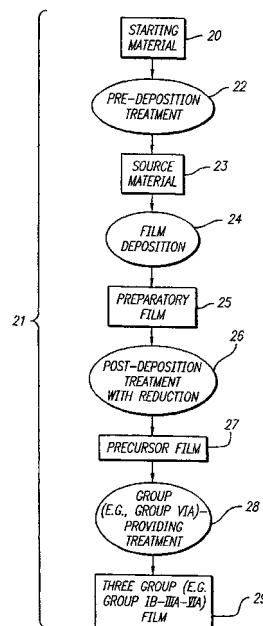 STARTING
MATERIAL
20
PRE-DEPOSITION
TREATMENT
22
SOURCE
MATERIAL
23
FILM
DEPOSITION
24
PREPARATORY
FILM
25
21
POST-DEPOSITION
TREATMENT
WITH REDUCTION
26
PRECURSOR FILM
27
GROUP
(E.G., GROUP VIA)-
PROVIDING
TREATMENT
28
THREE GROUP (E.G.
GROUP IB-IIIA-VIA)
FILM
29